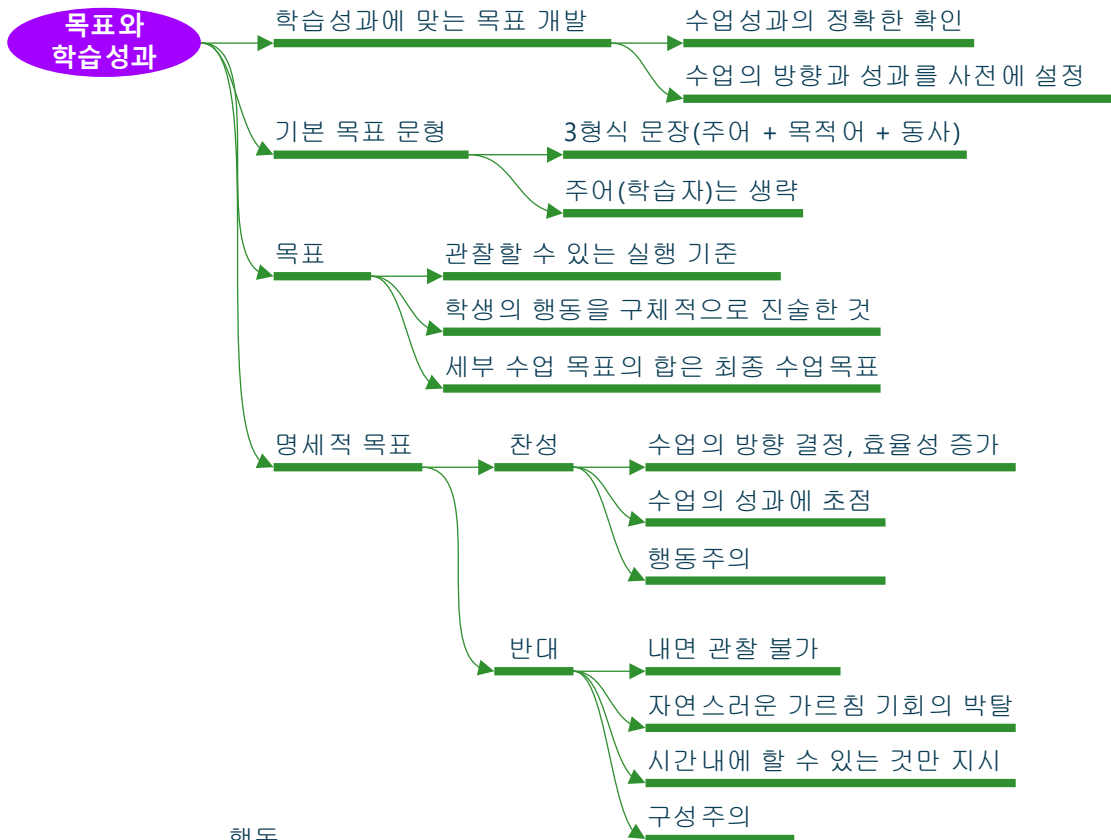 목표와
학습성과
학습성과에 맞는 목표 개발
수업성과의 정확한 확인
수업의 방향과 성과를 사전에 설정
기본 목표 문형
3형식 문장(주어 + 목적어 + 동사)
주어(학습자)는 생략
목표
관찰할 수 있는 실행 기준
학생의 행동을 구체적으로 진술한 것
세부 수업 목표의 합은 최종 수업목표
명세적 목표
찬성
수업의 방향 결정, 효율성 증가
수업의 성과에 초점
행동주의
반대
내면 관찰 불가
자연스러운 가르침 기회의 박탈
시간내에 할 수 있는 것만 지시
구성주의
행동